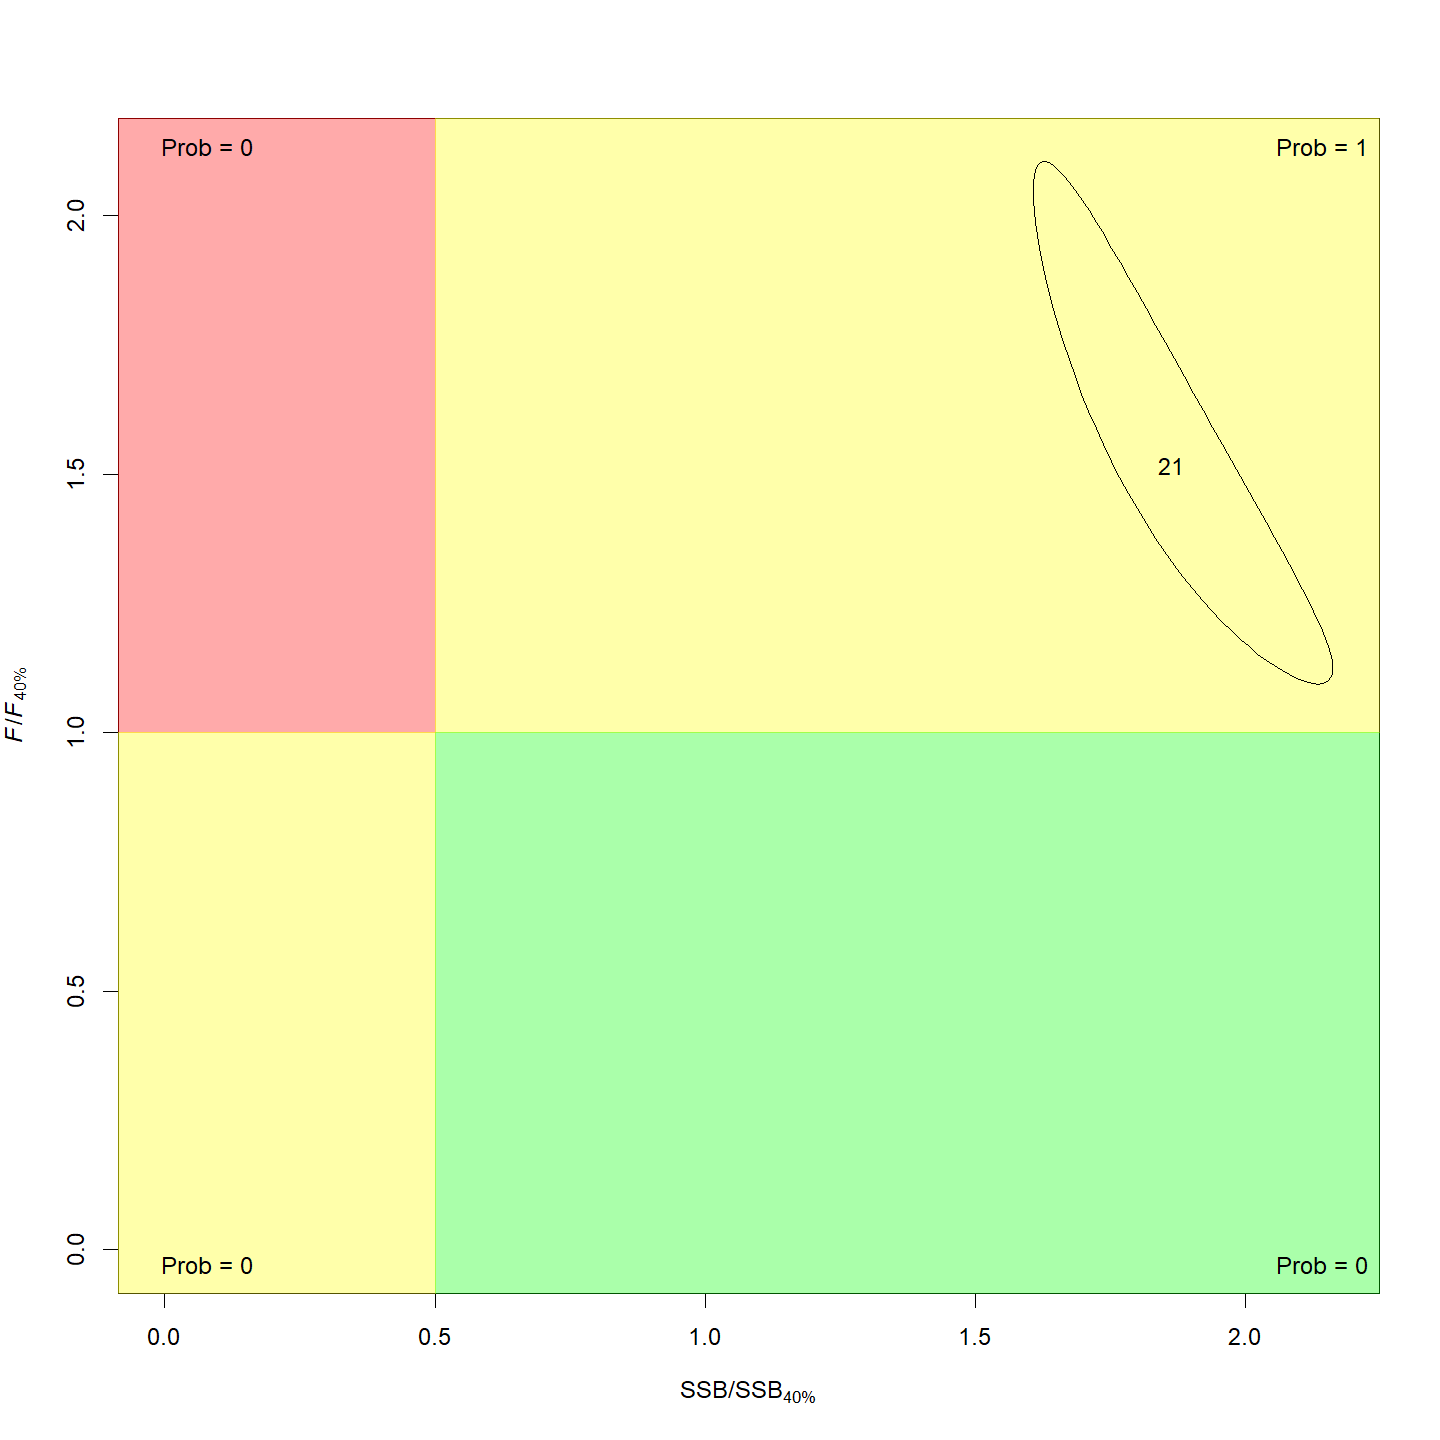 Prob = 0
Prob = 1
2.0
1.5
21
F/F40%
1.0
0.5
0.0
Prob = 0
Prob = 0
0.0 0.5 1.0 1.5 2.0
SSB/SSB40%